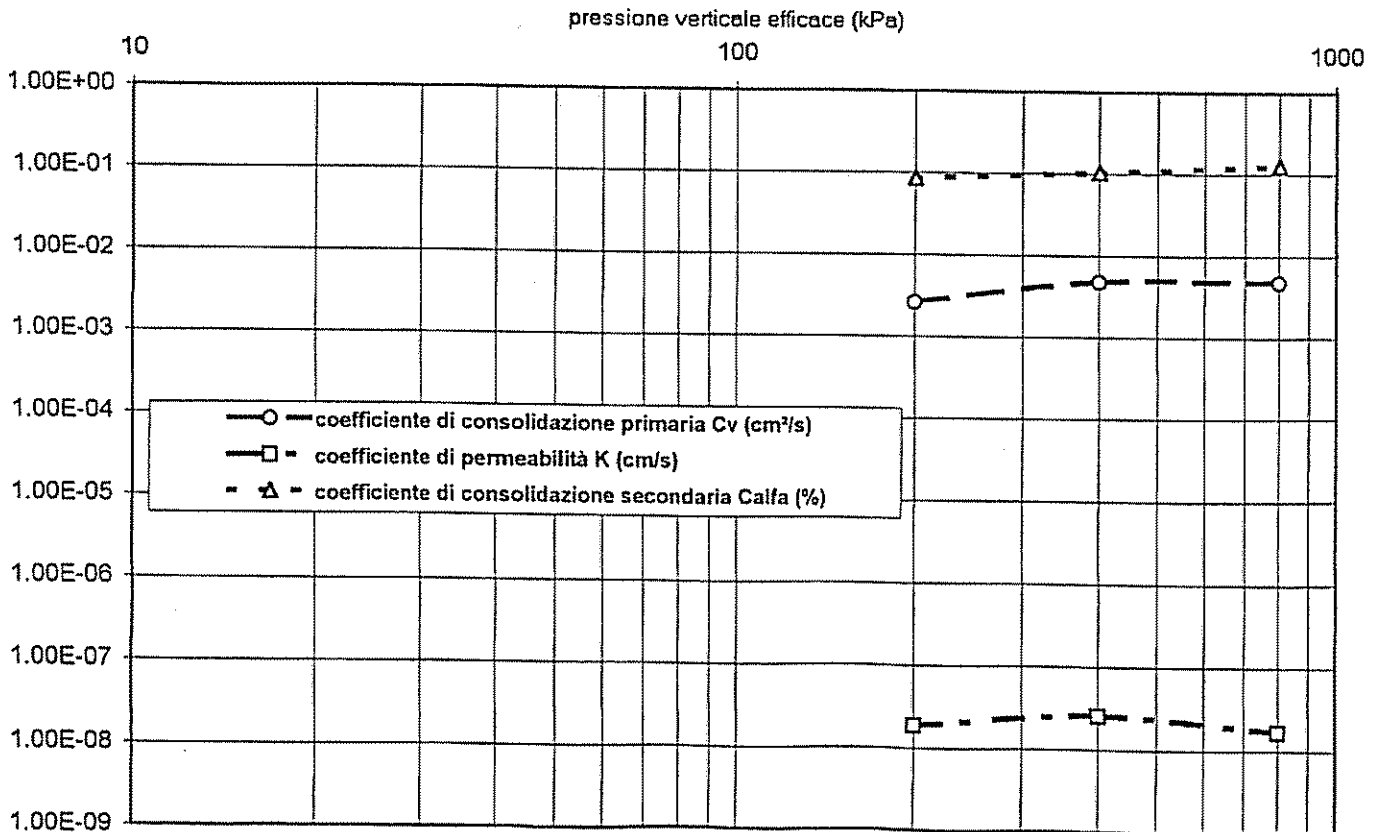 pressione verticale efficace (kPa)
10 100 1000
1.00E+00
1.00E-01
1.00E-02
1.00E-03
1.00E-04
1.00E-05
1.00E-06
1.00E-07
1.00E-08
1.00E-09
coefficiente di consolidazione primaria Cv (cm²/s)
coefficiente di permeabilità K (cm/s)
coefficiente di consolidazione secondaria Calfa (%)